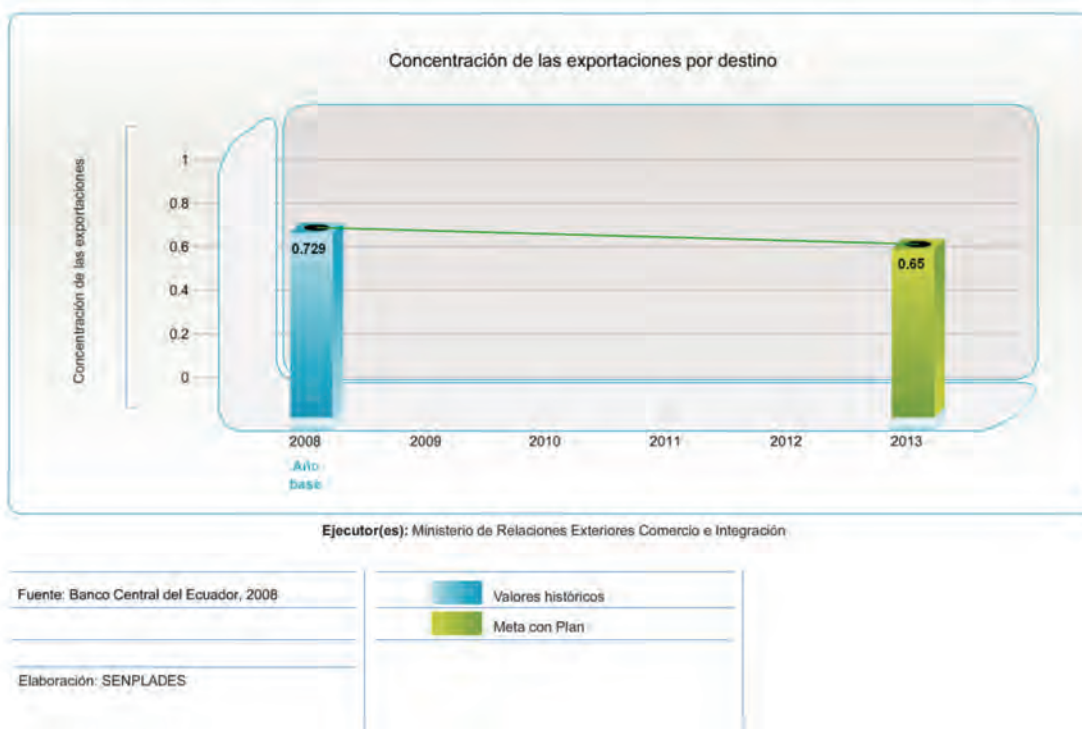 Concentración de las exportaciones por destino
Concentración de las exportaciones
1
0.8
0.6
0.4
0.2
0
0.729
0.65
2008
2009
2010
2011
2012
2013
Año
base
Ejecutor(es): Ministerio de Relaciones Exteriores Comercio e Integración
Fuente: Banco Central del Ecuador, 2008
Valores históricos
Meta con Plan
Elaboración: SENPLADES